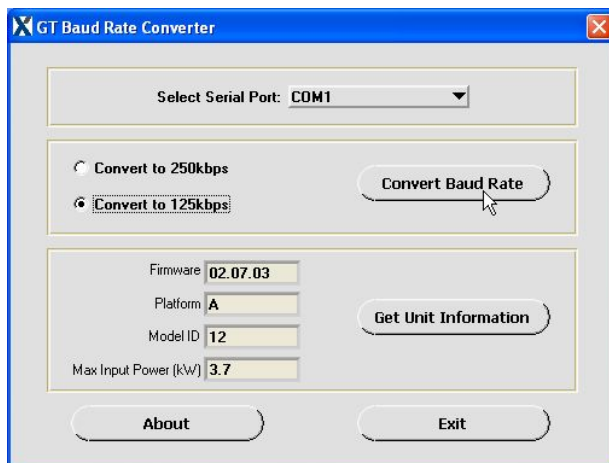 GT Baud Rate Converter
Select Serial Port: COM1
Convert to 250kbps
Convert to 125kbps
Convert Baud Rate
Firmware 02.07.03
Platform A
Model ID 12
Max Input Power (kW) 3.7
Get Unit Information
About
Exit